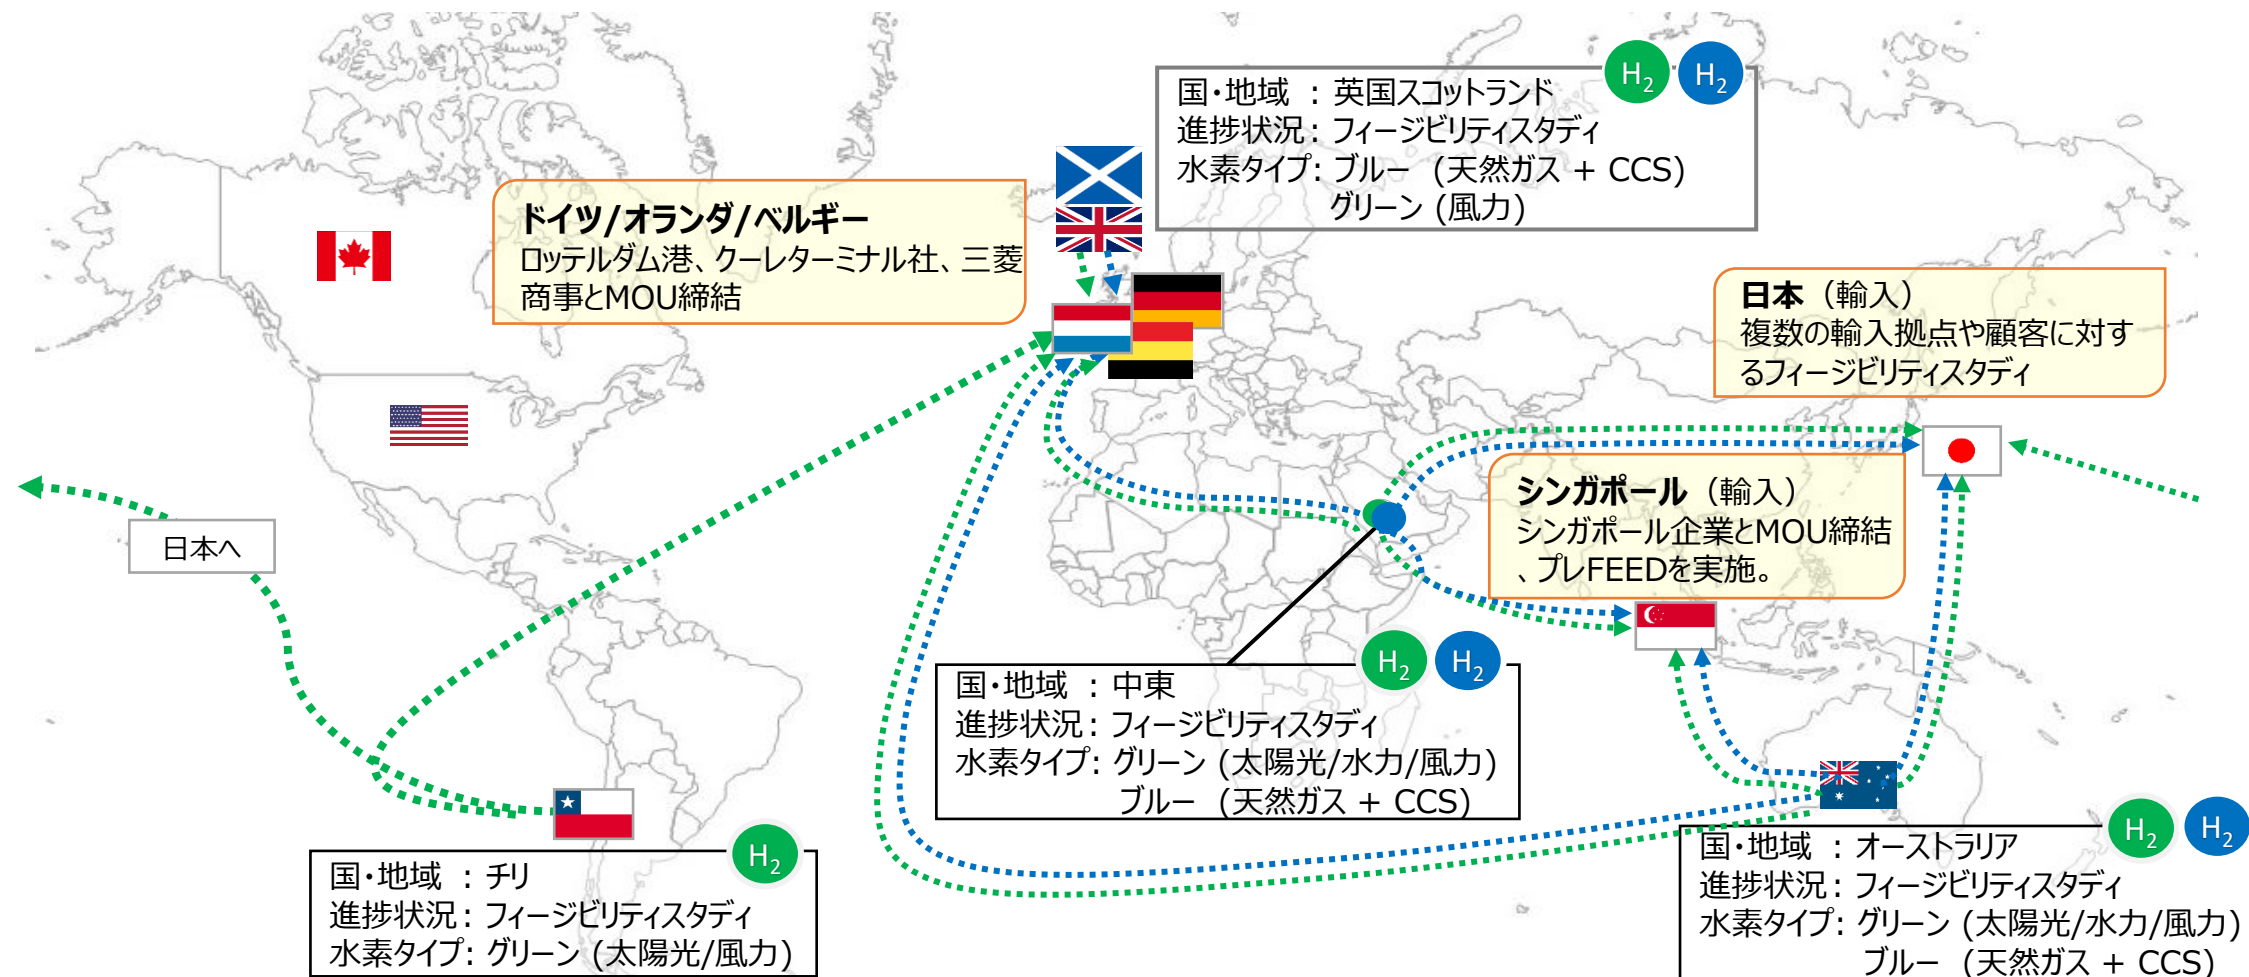 国・地域 : 英国スコットランド
進捗状況: フィージビリティスタディ
水素タイプ: ブルー (天然ガス + CCS)
グリーン (風力)
H2
H2
ドイツ/オランダ/ベルギー
ロッテルダム港、クーレターミナル社、三菱
商事とMOU締結
日本（輸入）
複数の輸入拠点や顧客に対す
るフィージビリティスタディ
シンガポール（輸入）
シンガポール企業とMOU締結
、プレFEEDを実施。
日本へ
国・地域 : 中東
進捗状況: フィージビリティスタディ
水素タイプ: グリーン (太陽光/水力/風力)
ブルー (天然ガス + CCS)
H2
H2
国・地域 : チリ
進捗状況: フィージビリティスタディ
水素タイプ: グリーン (太陽光/風力)
H2
国・地域 : オーストラリア
進捗状況: フィージビリティスタディ
水素タイプ: グリーン (太陽光/水力/風力)
ブルー (天然ガス + CCS)
H2
H2